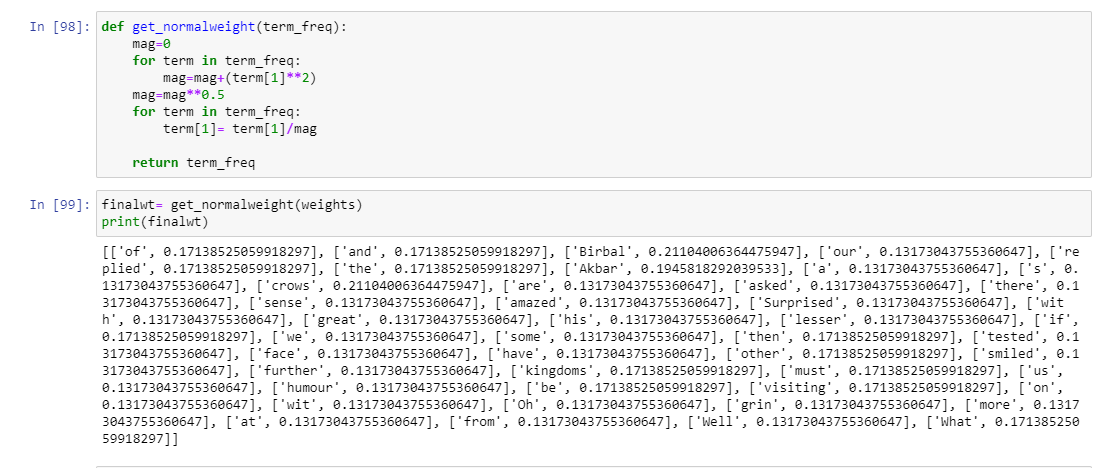 In [98]: def get_normalweight(term_freq):
    mag=0
    for term in term_freq:
        mag=mag+(term[1]**2)
    mag=mag**0.5
    for term in term_freq:
        term[1]= term[1]/mag
    return term_freq
In [99]: finalwt= get_normalweight(weights)
print(finalwt)
[['of', 0.17138525059918297], ['and', 0.17138525059918297], ['Birbal', 0.21104006364475947], ['our', 0.13173043755360647], ['re
plied', 0.17138525059918297], ['the', 0.17138525059918297], ['Akbar', 0.1945818292039533], ['a', 0.13173043755360647], ['s', 0.
13173043755360647], ['crows', 0.21104006364475947], ['are', 0.13173043755360647], ['asked', 0.13173043755360647], ['there', 0.1
3173043755360647], ['sense', 0.13173043755360647], ['amazed', 0.13173043755360647], ['Surprised', 0.13173043755360647], ['wit
h', 0.13173043755360647], ['great', 0.13173043755360647], ['his', 0.13173043755360647], ['lesser', 0.13173043755360647], ['if',
0.17138525059918297], ['we', 0.13173043755360647], ['some', 0.13173043755360647], ['then', 0.17138525059918297], ['tested', 0.1
3173043755360647], ['face', 0.13173043755360647], ['have', 0.13173043755360647], ['other', 0.17138525059918297], ['smiled', 0.1
3173043755360647], ['further', 0.13173043755360647], ['kingdoms', 0.17138525059918297], ['must', 0.17138525059918297], ['us',
0.13173043755360647], ['humour', 0.13173043755360647], ['be', 0.17138525059918297], ['visiting', 0.17138525059918297], ['on',
0.13173043755360647], ['wit', 0.13173043755360647], ['Oh', 0.13173043755360647], ['grin', 0.13173043755360647], ['more', 0.1317
3043755360647], ['at', 0.13173043755360647], ['from', 0.13173043755360647], ['Well', 0.13173043755360647], ['What', 0.171385250
59918297]]